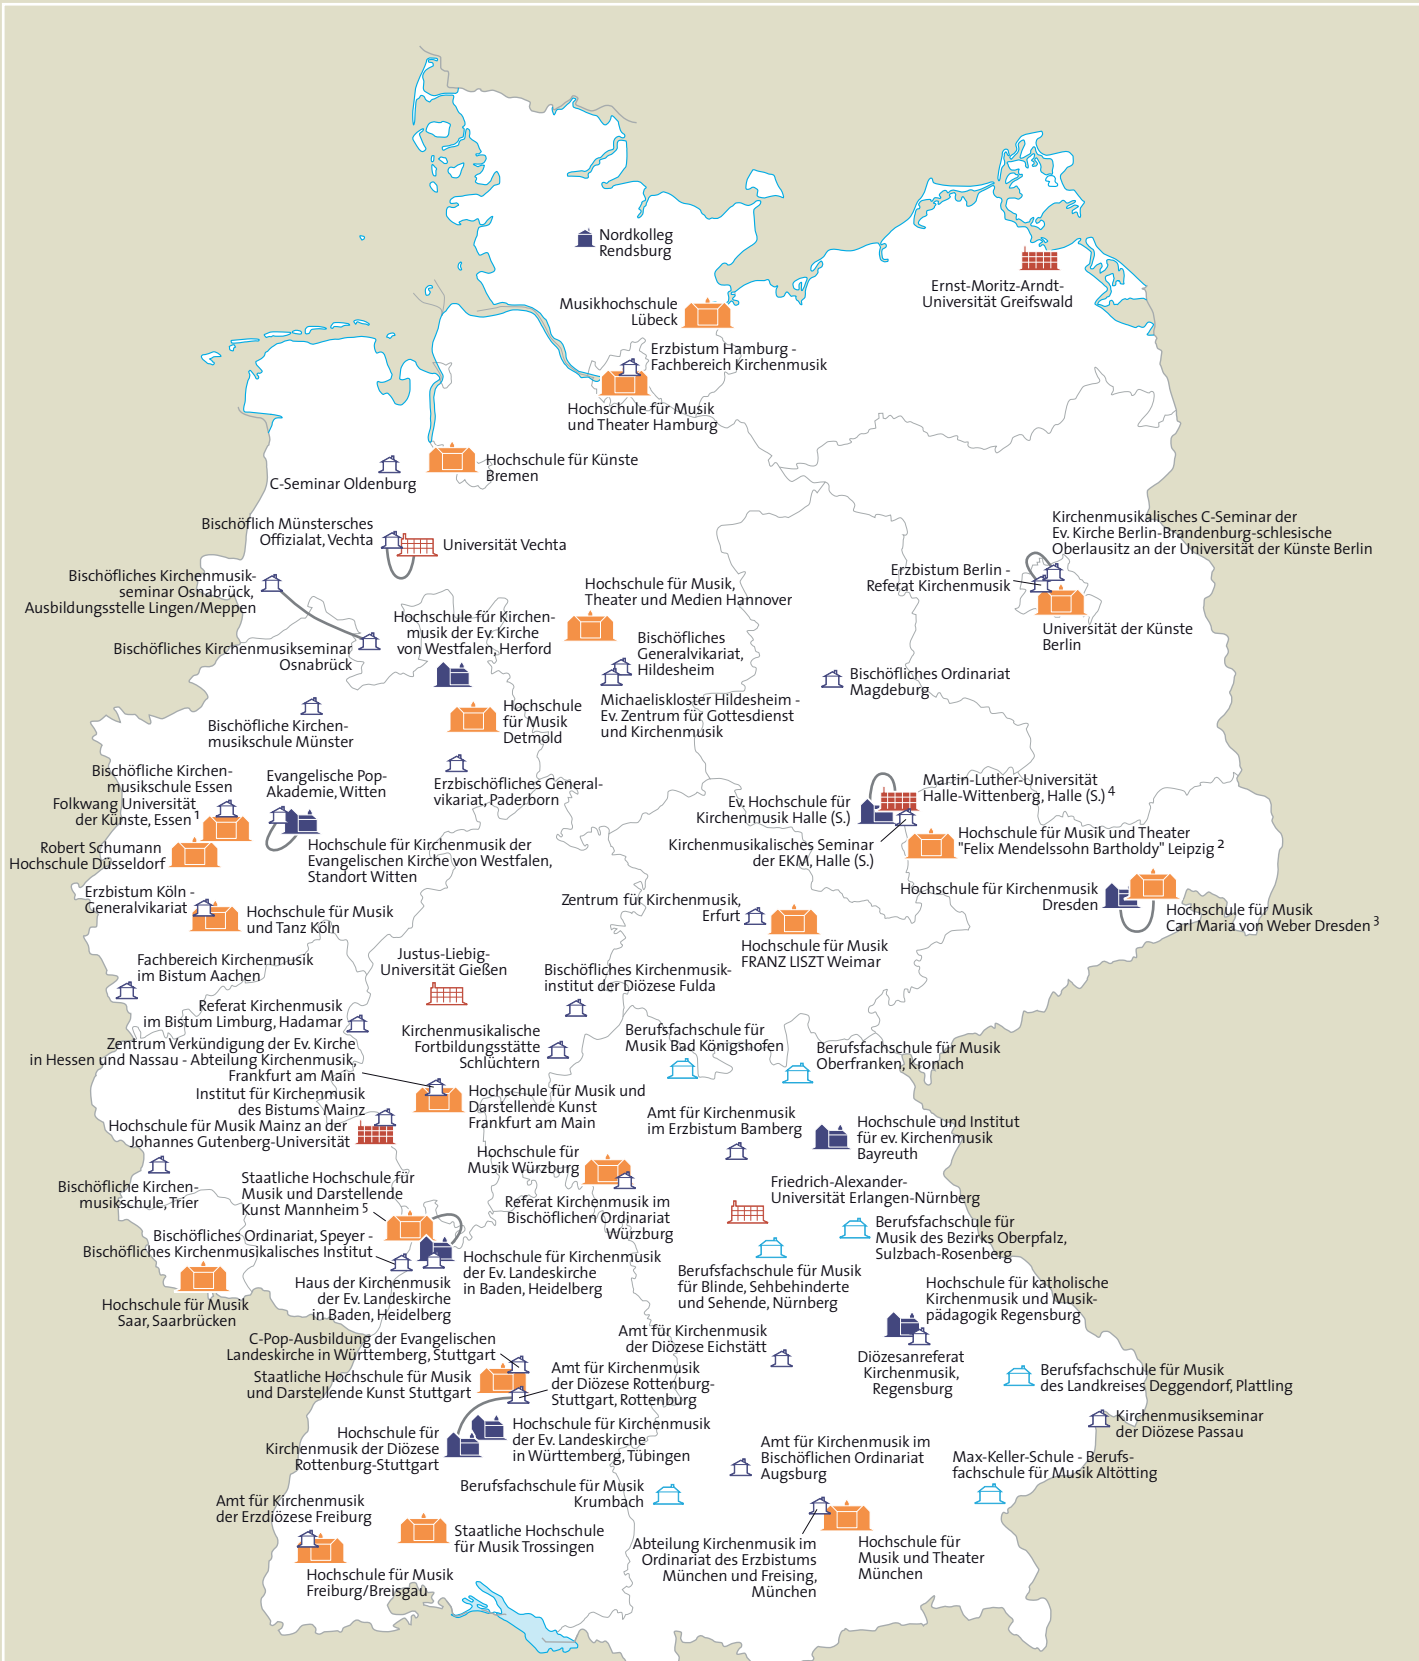 Nordkolleg
Rendsburg
Ernst-Moritz-Arndt-
Universität Greifswald
Musikhochschule
Lübeck
Erzbistum Hamburg -
Fachbereich Kirchenmusik
Hochschule für Musik
und Theater Hamburg
C-Seminar Oldenburg
Hochschule für Künste
Bremen
Bischöflich Münstersches
Offizialat, Vechta
Universität Vechta
Kirchenmusikalisches C-Seminar der
Ev. Kirche Berlin-Brandenburg-schlesische
Oberlausitz an der Universität der Künste Berlin
Erzbistum Berlin -
Referat Kirchenmusik
Universität der Künste
Berlin
Bischöfliches Kirchenmusik-
seminar Osnabrück,
Ausbildungsstelle Lingen/Meppen
Bischöfliches Kirchenmusikseminar
Osnabrück
Hochschule für Kirchen-
musik der Ev. Kirche
von Westfalen, Herford
Hochschule für Musik,
Theater und Medien Hannover
Bischöfliches
Generalvikariat,
Hildesheim
Michaeliskloster Hildesheim -
Ev. Zentrum für Gottesdienst
und Kirchenmusik
Bischöfliches Ordinariat
Magdeburg
Bischöfliche Kirchen-
musikschule Münster
Hochschule
für Musik
Detmold
Erzbischöfliches General-
vikariat, Paderborn
Bischöfliche Kirchen-
musikschule Essen
Folkwang Universität
der Künste, Essen 1
Evangelische Pop-
Akademie, Witten
Robert Schumann
Hochschule Düsseldorf
Hochschule für Kirchenmusik der
Evangelischen Kirche von Westfalen,
Standort Witten
Martin-Luther-Universität
Halle-Wittenberg, Halle (S.) 4
Ev. Hochschule für
Kirchenmusik Halle (S.)
Kirchenmusikalisches Seminar
der EKM, Halle (S.)
Hochschule für Musik und Theater
"Felix Mendelssohn Bartholdy" Leipzig 2
Hochschule für Kirchenmusik
Dresden
Hochschule für Musik
Carl Maria von Weber Dresden 3
Erzbistum Köln -
Generalvikariat
Hochschule für Musik
und Tanz Köln
Zentrum für Kirchenmusik,
Erfurt
Hochschule für Musik
FRANZ LISZT Weimar
Fachbereich Kirchenmusik
im Bistum Aachen
Justus-Liebig-
Universität Gießen
Bischöfliches Kirchenmusik-
institut der Diözese Fulda
Referat Kirchenmusik
im Bistum Limburg, Hadamar
Kirchenmusikalische
Fortbildungsstätte
Schlüchtern
Berufsfachschule für
Musik Bad Königshofen
Berufsfachschule für Musik
Oberfranken, Kronach
Zentrum Verkündigung der Ev. Kirche
in Hessen und Nassau - Abteilung Kirchenmusik,
Frankfurt am Main
Hochschule für Musik und
Darstellende Kunst
Frankfurt am Main
Institut für Kirchenmusik
des Bistums Mainz
Hochschule für Musik Mainz an der
Johannes Gutenberg-Universität
Amt für Kirchenmusik
im Erzbistum Bamberg
Hochschule und Institut
für ev. Kirchenmusik
Bayreuth
Bischöfliche Kirchen-
musikschule, Trier
Hochschule für
Musik Würzburg
Referat Kirchenmusik im
Bischöflichen Ordinariat
Würzburg
Friedrich-Alexander-
Universität Erlangen-Nürnberg
Staatliche Hochschule für
Musik und Darstellende
Kunst Mannheim 5
Berufsfachschule für
Musik des Bezirks Oberpfalz,
Sulzbach-Rosenberg
Bischöfliches Ordinariat, Speyer -
Bischöfliches Kirchenmusikalisches Institut
Hochschule für Kirchenmusik
der Ev. Landeskirche
in Baden, Heidelberg
Berufsfachschule für Musik
für Blinde, Sehbehinderte
und Sehende, Nürnberg
Haus der Kirchenmusik
der Ev. Landeskirche
in Baden, Heidelberg
Hochschule für Musik
Saar, Saarbrücken
Hochschule für katholische
Kirchenmusik und Musik-
pädagogik Regensburg
Diözesanreferat
Kirchenmusik,
Regensburg
Amt für Kirchenmusik
der Diözese Eichstätt
C-Pop-Ausbildung der Evangelischen
Landeskirche in Württemberg, Stuttgart
Staatliche Hochschule für Musik
und Darstellende Kunst Stuttgart
Amt für Kirchenmusik
der Diözese Rottenburg-
Stuttgart, Rottenburg
Berufsfachschule für Musik
des Landkreises Deggendorf, Plattling
Kirchenmusikseminar
der Diözese Passau
Hochschule für
Kirchenmusik der Diözese
Rottenburg-Stuttgart
Hochschule für Kirchenmusik
der Ev. Landeskirche
in Württemberg, Tübingen
Amt für Kirchenmusik im
Bischöflichen Ordinariat
Augsburg
Max-Keller-Schule - Berufs-
fachschule für Musik Altötting
Berufsfachschule für Musik
Krumbach
Amt für Kirchenmusik
der Erzdiözese Freiburg
Staatliche Hochschule
für Musik Trossingen
Hochschule für Musik
Freiburg/Breisgau
Abteilung Kirchenmusik im
Ordinariat des Erzbistums
München und Freising,
München
Hochschule für
Musik und Theater
München